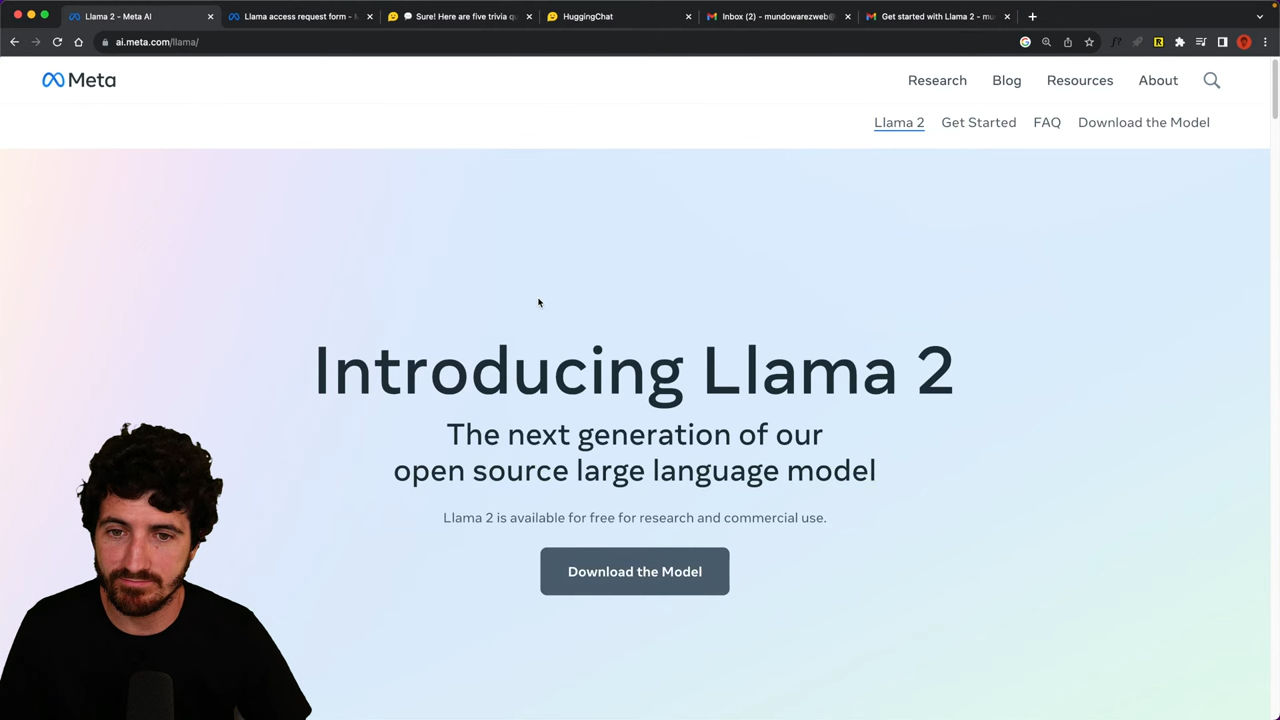 Llama 2 - Meta AI
Llama access request form - M
💬 Sure! Here are five trivia qu
HuggingChat
Inbox (2) - mundowarezweb@
Get started with Llama 2 - mu
ai.meta.com/llama/
Meta
Research
Blog
Resources
About
Llama 2
Get Started
FAQ
Download the Model
Introducing Llama 2
The next generation of our
open source large language model
Llama 2 is available for free for research and commercial use.
Download the Model